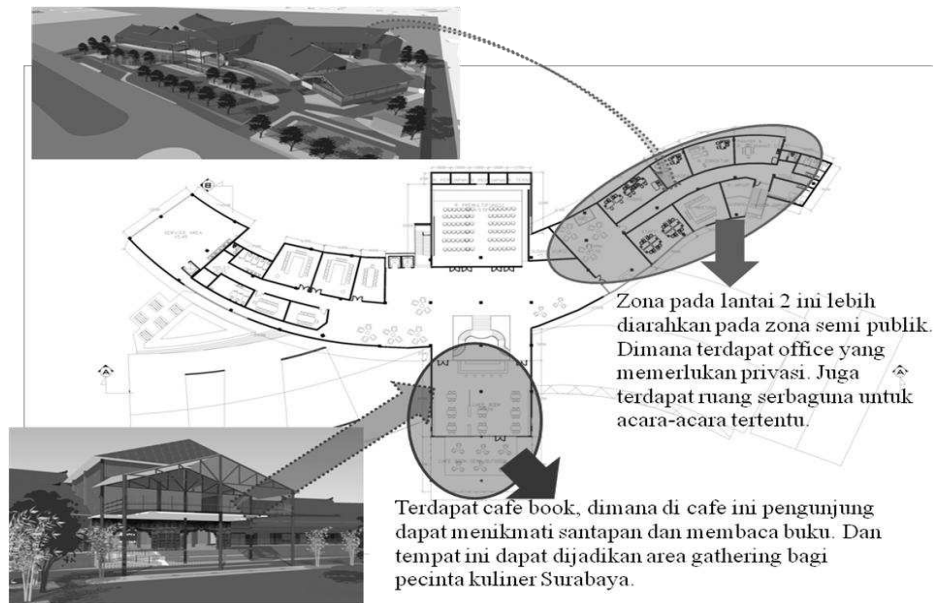 SERVICE AREA
Zona pada lantai 2 ini lebih
diarahkan pada zona semi publik.
Dimana terdapat office yang
memerlukan privasi. Juga
terdapat ruang serbaguna untuk
acara-acara tertentu.
A
A
B
Terdapat cafe book, dimana di cafe ini pengunjung
dapat menikmati santapan dan membaca buku. Dan
tempat ini dapat dijadikan area gathering bagi
pecinta kuliner Surabaya.